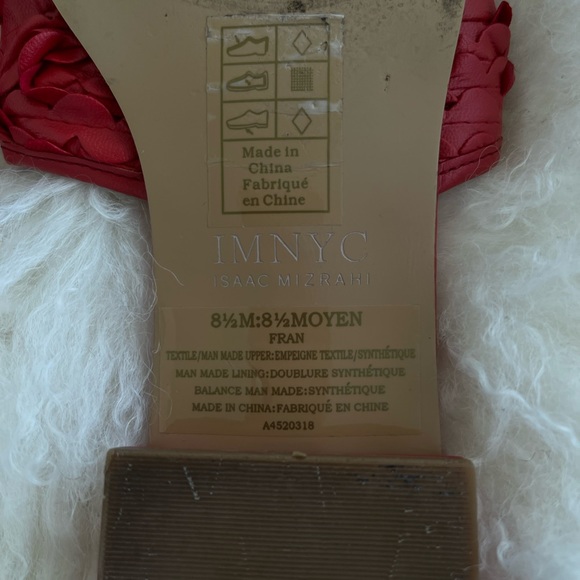 Made in
China
Fabriqué
en Chine
IMNYC
ISAAC MIZRAHI
8½M:8½MOYEN
FRAN
TEXTILE/MAN MADE UPPER:EMPEIGNE TEXTILE/SYNTHÉTIQUE
MAN MADE LINING:DOUBLURE SYNTHÉTIQUE
BALANCE MAN MADE:SYNTHÉTIQUE
MADE IN CHINA:FABRIQUÉ EN CHINE
A4520318